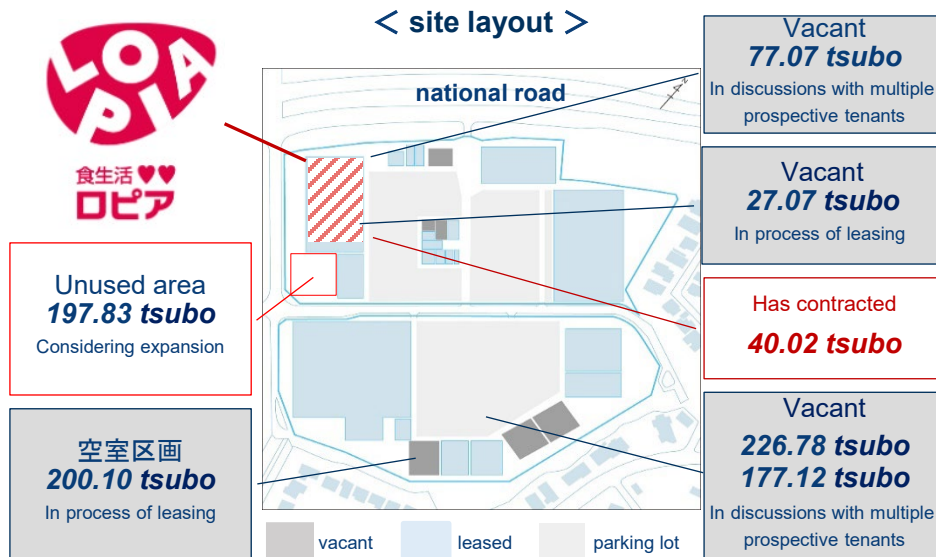 < site layout >
LOPIA
食生活♥♥
ロピア
national road
Vacant
77.07 tsubo
In discussions with multiple
prospective tenants
Vacant
27.07 tsubo
In process of leasing
Unused area
197.83 tsubo
Considering expansion
Has contracted
40.02 tsubo
空室区画
200.10 tsubo
In process of leasing
Vacant
226.78 tsubo
177.12 tsubo
In discussions with multiple
prospective tenants
vacant leased parking lot